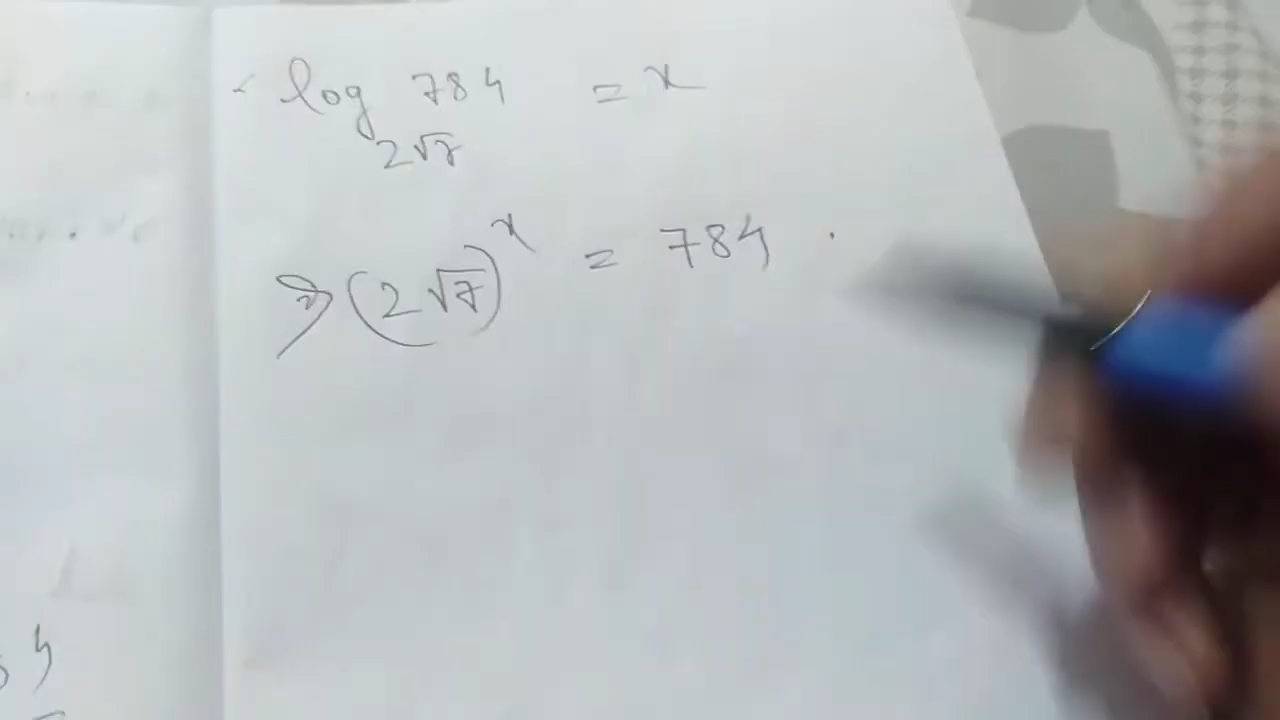 log 784 = x
2√7
⇒ (2√7)^x = 784